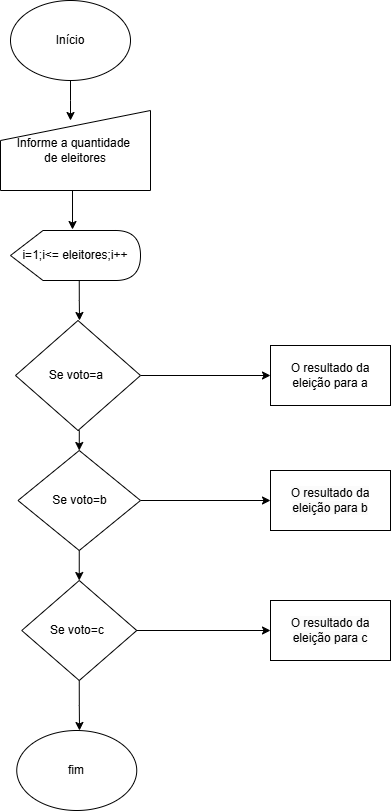 Início
Informe a quantidade
de eleitores
i=1;i<= eleitores;i++
Se voto=a
O resultado da
eleição para a
Se voto=b
O resultado da
eleição para b
Se voto=c
O resultado da
eleição para c
fim